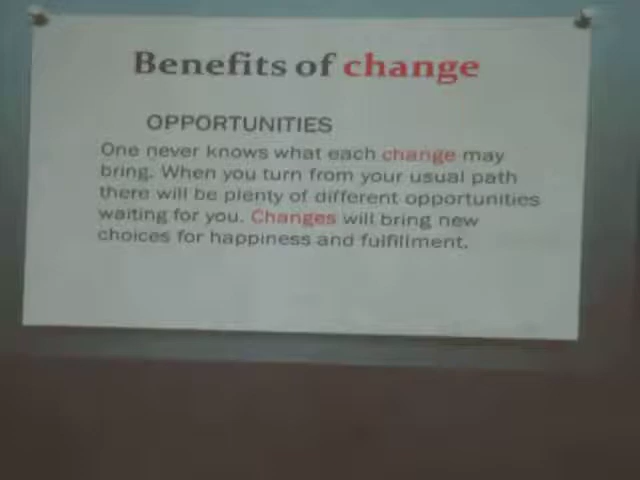 Benefits of change
OPPORTUNITIES
One never knows what each change may
bring. When you turn from your usual path
there will be plenty of different opportunities
waiting for you. Changes will bring new
choices for happiness and fulfillment.